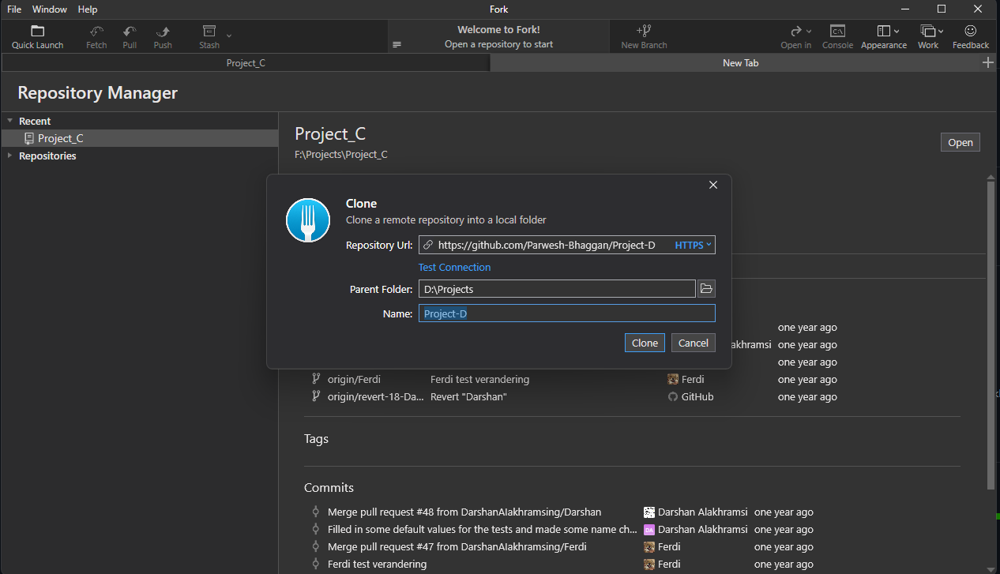 File Window Help Fork
Quick Launch Fetch Pull Push Stash
Welcome to Fork!
Open a repository to start
New Branch Open in Console Appearance Work Feedback
Project_C New Tab
Repository Manager
Recent
Project_C
Repositories
Project_C
F:\Projects\Project_C
Open
Clone
Clone a remote repository into a local folder
Repository Url: https://github.com/Parwesh-Bhaggan/Project-D HTTPS
Test Connection
Parent Folder: D:\Projects
Name: Project-D
Clone Cancel
one year ago
akhramsi one year ago
one year ago
origin/Ferdi Ferdi test verandering Ferdi one year ago
origin/revert-18-Da... Revert "Darshan" GitHub one year ago
Tags
Commits
Merge pull request #48 from DarshanAlakhramsing/Darshan Darshan Alakhramsi one year ago
Filled in some default values for the tests and made some name ch... DA Darshan Alakhramsi one year ago
Merge pull request #47 from DarshanAlakhramsing/Ferdi Ferdi one year ago
Ferdi test verandering Ferdi one year ago